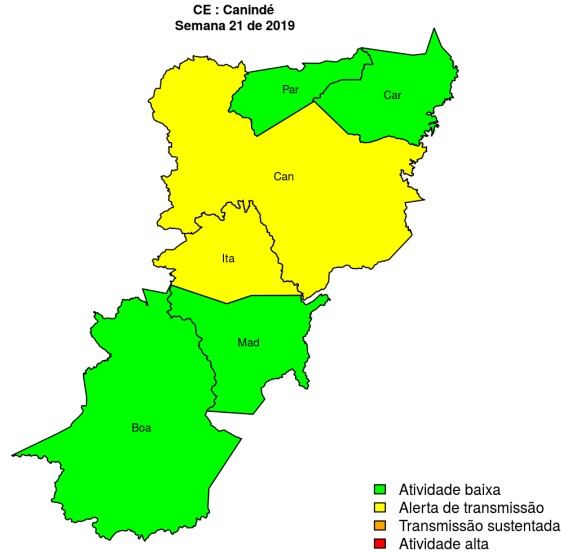 CE : Canindé
Semana 21 de 2019
Par
Car
Can
Ita
Mad
Boa
Atividade baixa
Alerta de transmissão
Transmissão sustentada
Atividade alta